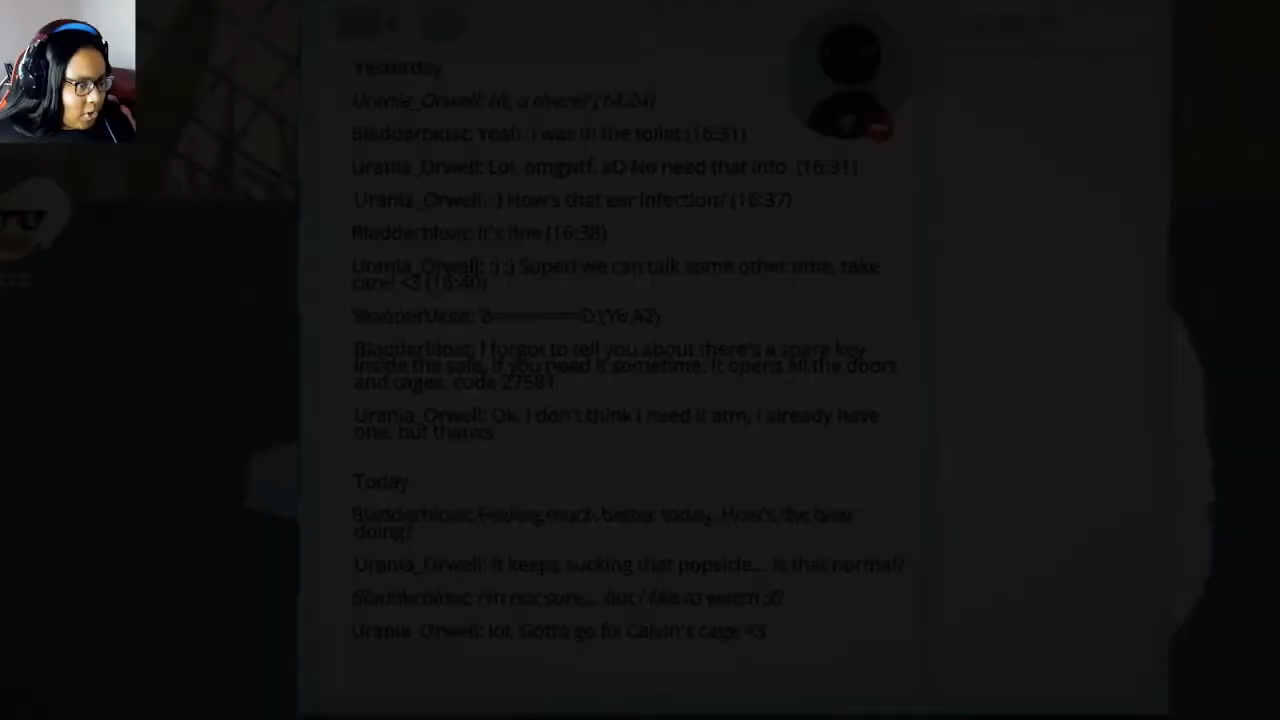 Yesterday
Urania_Orwell: Hi, u there? (16:24)
Bladderbloat: Yeah. I was in the toilet (16:31)
Urania_Orwell: Lol, omgwtf. xD No need that info. (16:31)
Urania_Orwell: :) How's that ear infection? (16:37)
Bladderbloat: It's fine (16:38)
Urania_Orwell: :) :) Super! we can talk some other time, take
care! <3 (16:40)
Bladderbloat: (16:42)
Bladderbloat: I forgot to tell you about there's a spare key
inside the safe, if you need it sometime. It opens all the doors
and cages. code 27581
Urania_Orwell: Ok. I don't think I need it atm, I already have
one, but thanks
Today
Bladderbloat: Feeling much better today. How's the bear
doing?
Urania_Orwell: It keeps sucking that popsicle... Is that normal?
Bladderbloat: I'm not sure... but I like to watch
Urania_Orwell: lol. Gotta go fix Calvin's cage <3